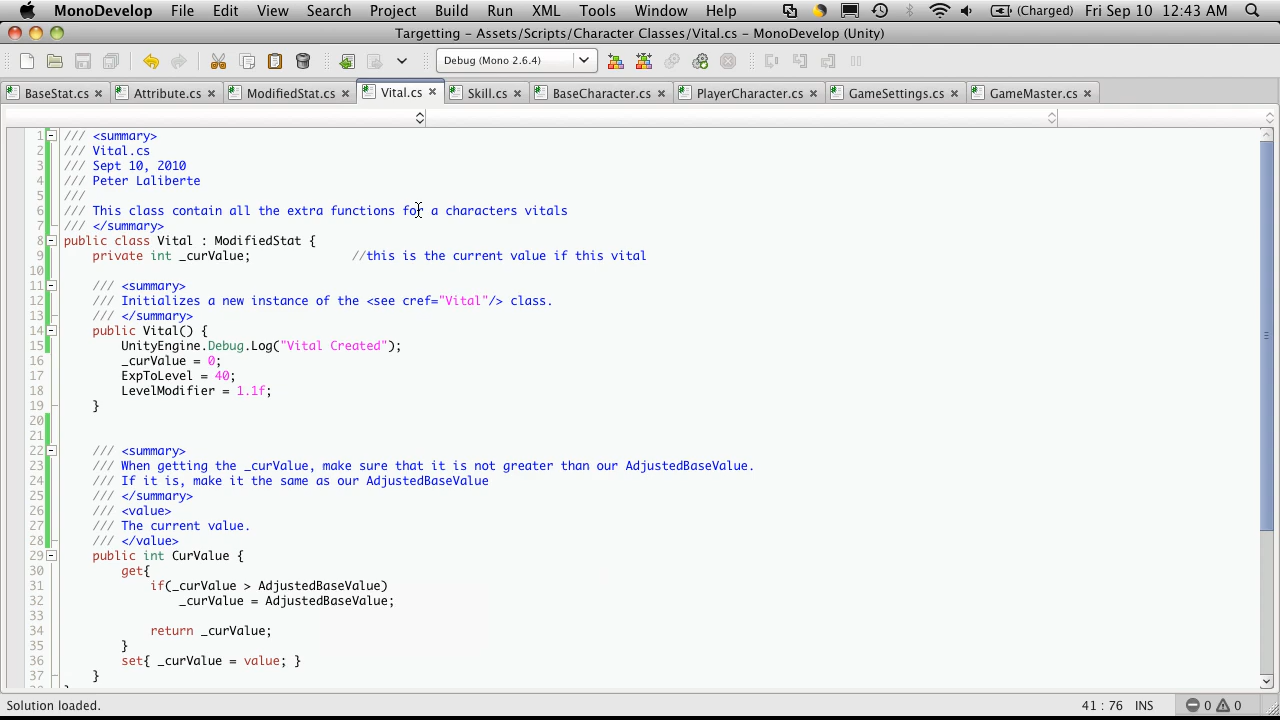 MonoDevelop File Edit View Search Project Build Run XML Tools Window Help (Charged) Fri Sep 10 12:43 AM
Targetting – Assets/Scripts/Character Classes/Vital.cs – MonoDevelop (Unity)
Debug (Mono 2.6.4)
BaseStat.cs Attribute.cs ModifiedStat.cs Vital.cs Skill.cs BaseCharacter.cs PlayerCharacter.cs GameSettings.cs GameMaster.cs
1 /// <summary>
2 /// Vital.cs
3 /// Sept 10, 2010
4 /// Peter Laliberte
5 ///
6 /// This class contain all the extra functions for a characters vitals
7 /// </summary>
8 public class Vital : ModifiedStat {
9 private int _curValue; //this is the current value if this vital
10
11 /// <summary>
12 /// Initializes a new instance of the <see cref="Vital"/> class.
13 /// </summary>
14 public Vital() {
15 UnityEngine.Debug.Log("Vital Created");
16 _curValue = 0;
17 ExpToLevel = 40;
18 LevelModifier = 1.1f;
19 }
20
21
22 /// <summary>
23 /// When getting the _curValue, make sure that it is not greater than our AdjustedBaseValue.
24 /// If it is, make it the same as our AdjustedBaseValue
25 /// </summary>
26 /// <value>
27 /// The current value.
28 /// </value>
29 public int CurValue {
30 get{
31 if(_curValue > AdjustedBaseValue)
32 _curValue = AdjustedBaseValue;
33
34 return _curValue;
35 }
36 set{ _curValue = value; }
37 }
Solution loaded. 41 : 76 INS 0 0